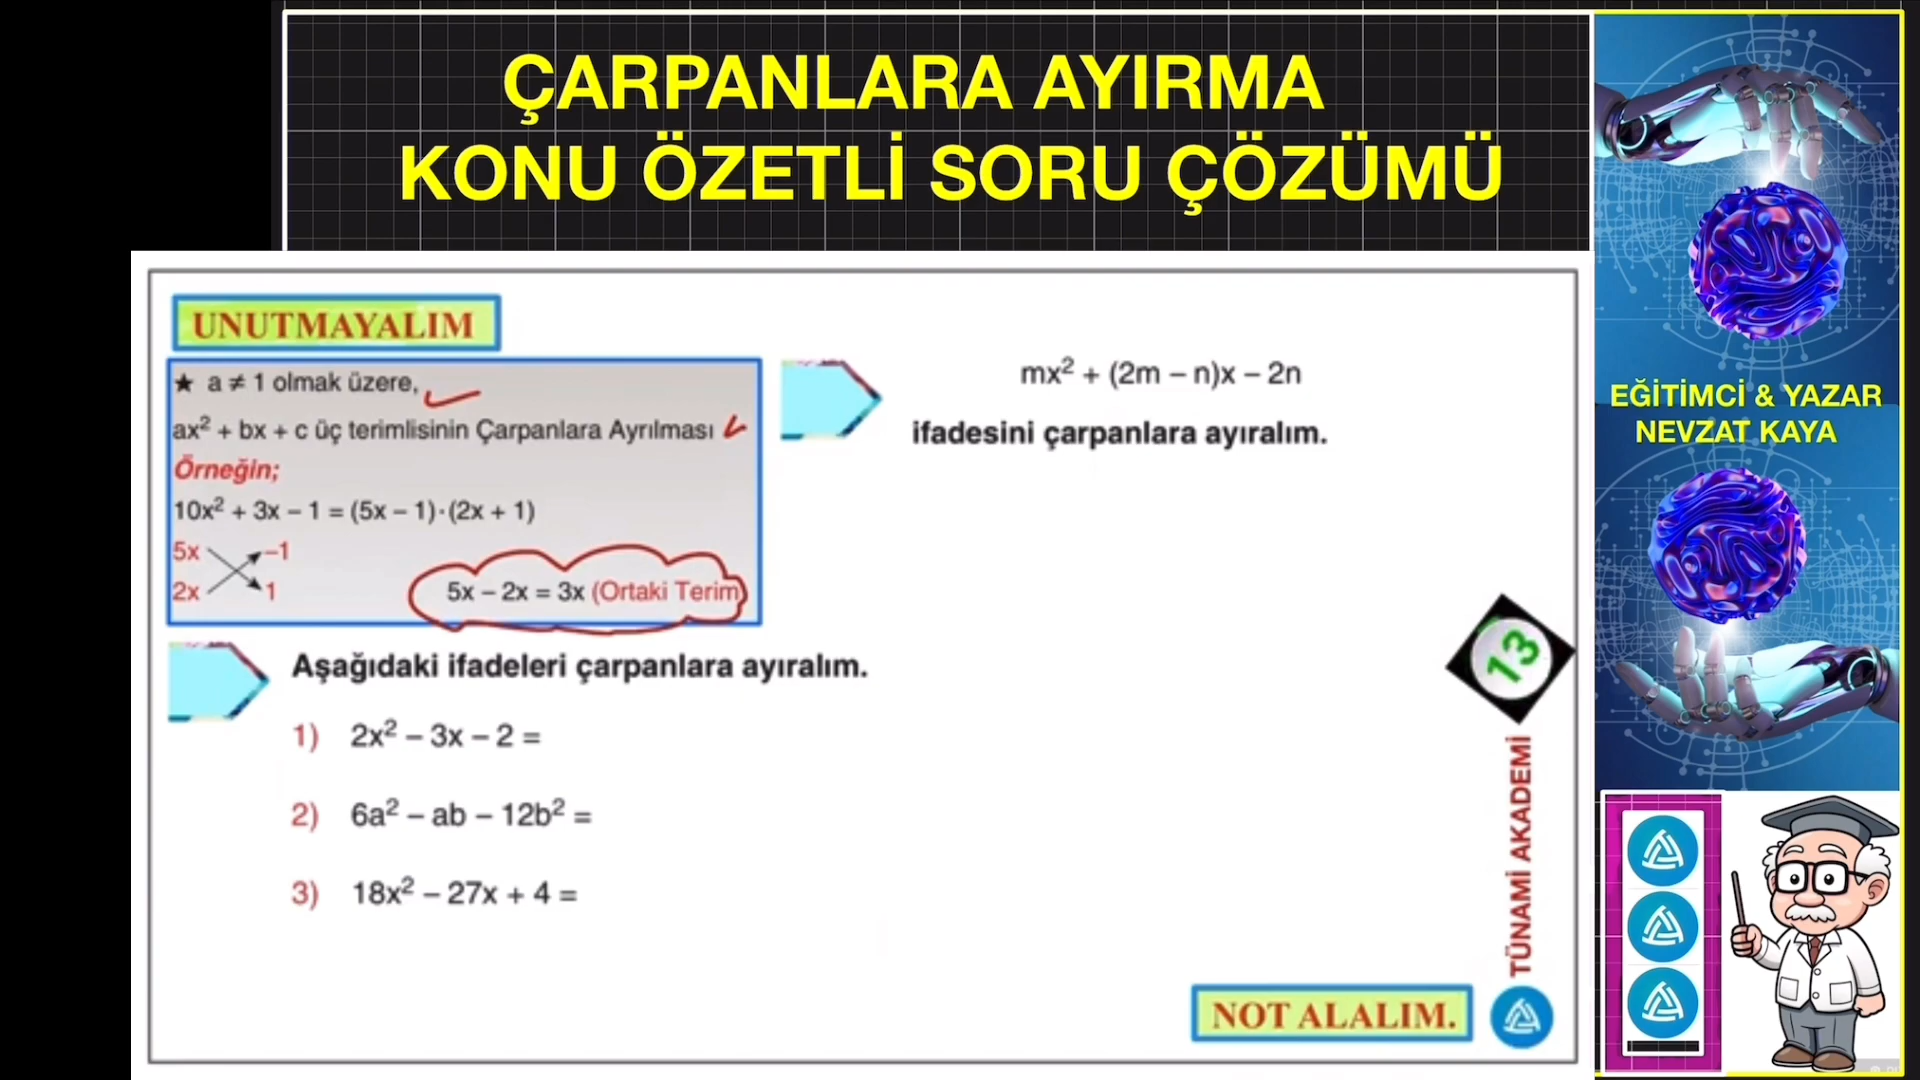 ÇARPANLARA AYIRMA
KONU ÖZETLİ SORU ÇÖZÜMÜ
UNUTMAYALIM
★ a ≠ 1 olmak üzere,
ax² + bx + c üç terimlisinin Çarpanlara Ayrılması
Örneğin;
10x² + 3x – 1 = (5x – 1)·(2x + 1)
5x –1
2x 1
5x – 2x = 3x (Ortaki Terim)
Aşağıdaki ifadeleri çarpanlara ayıralım.
1) 2x² – 3x – 2 =
2) 6a² – ab – 12b² =
3) 18x² – 27x + 4 =
mx² + (2m – n)x – 2n
ifadesini çarpanlara ayıralım.
13
TÜNAMİ AKADEMİ
NOT ALALIM.
EĞİTİMCİ & YAZAR
NEVZAT KAYA